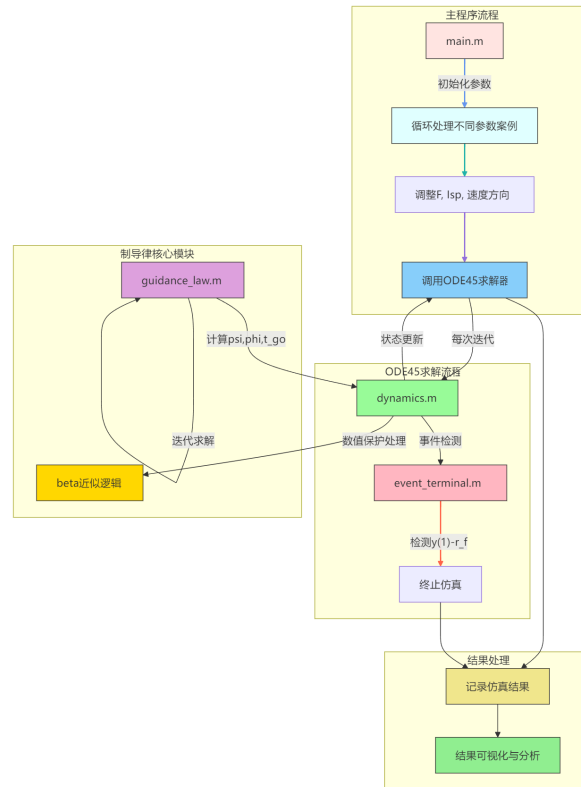 主程序流程
main.m
初始化参数
循环处理不同参数案例
调整F, Isp, 速度方向
制导律核心模块
guidance_law.m
调用ODE45求解器
计算psi,phi,t_go
状态更新
每次迭代
ODE45求解流程
dynamics.m
迭代求解
数值保护处理
事件检测
beta近似逻辑
event_terminal.m
检测y(1)-r_f
终止仿真
结果处理
记录仿真结果
结果可视化与分析